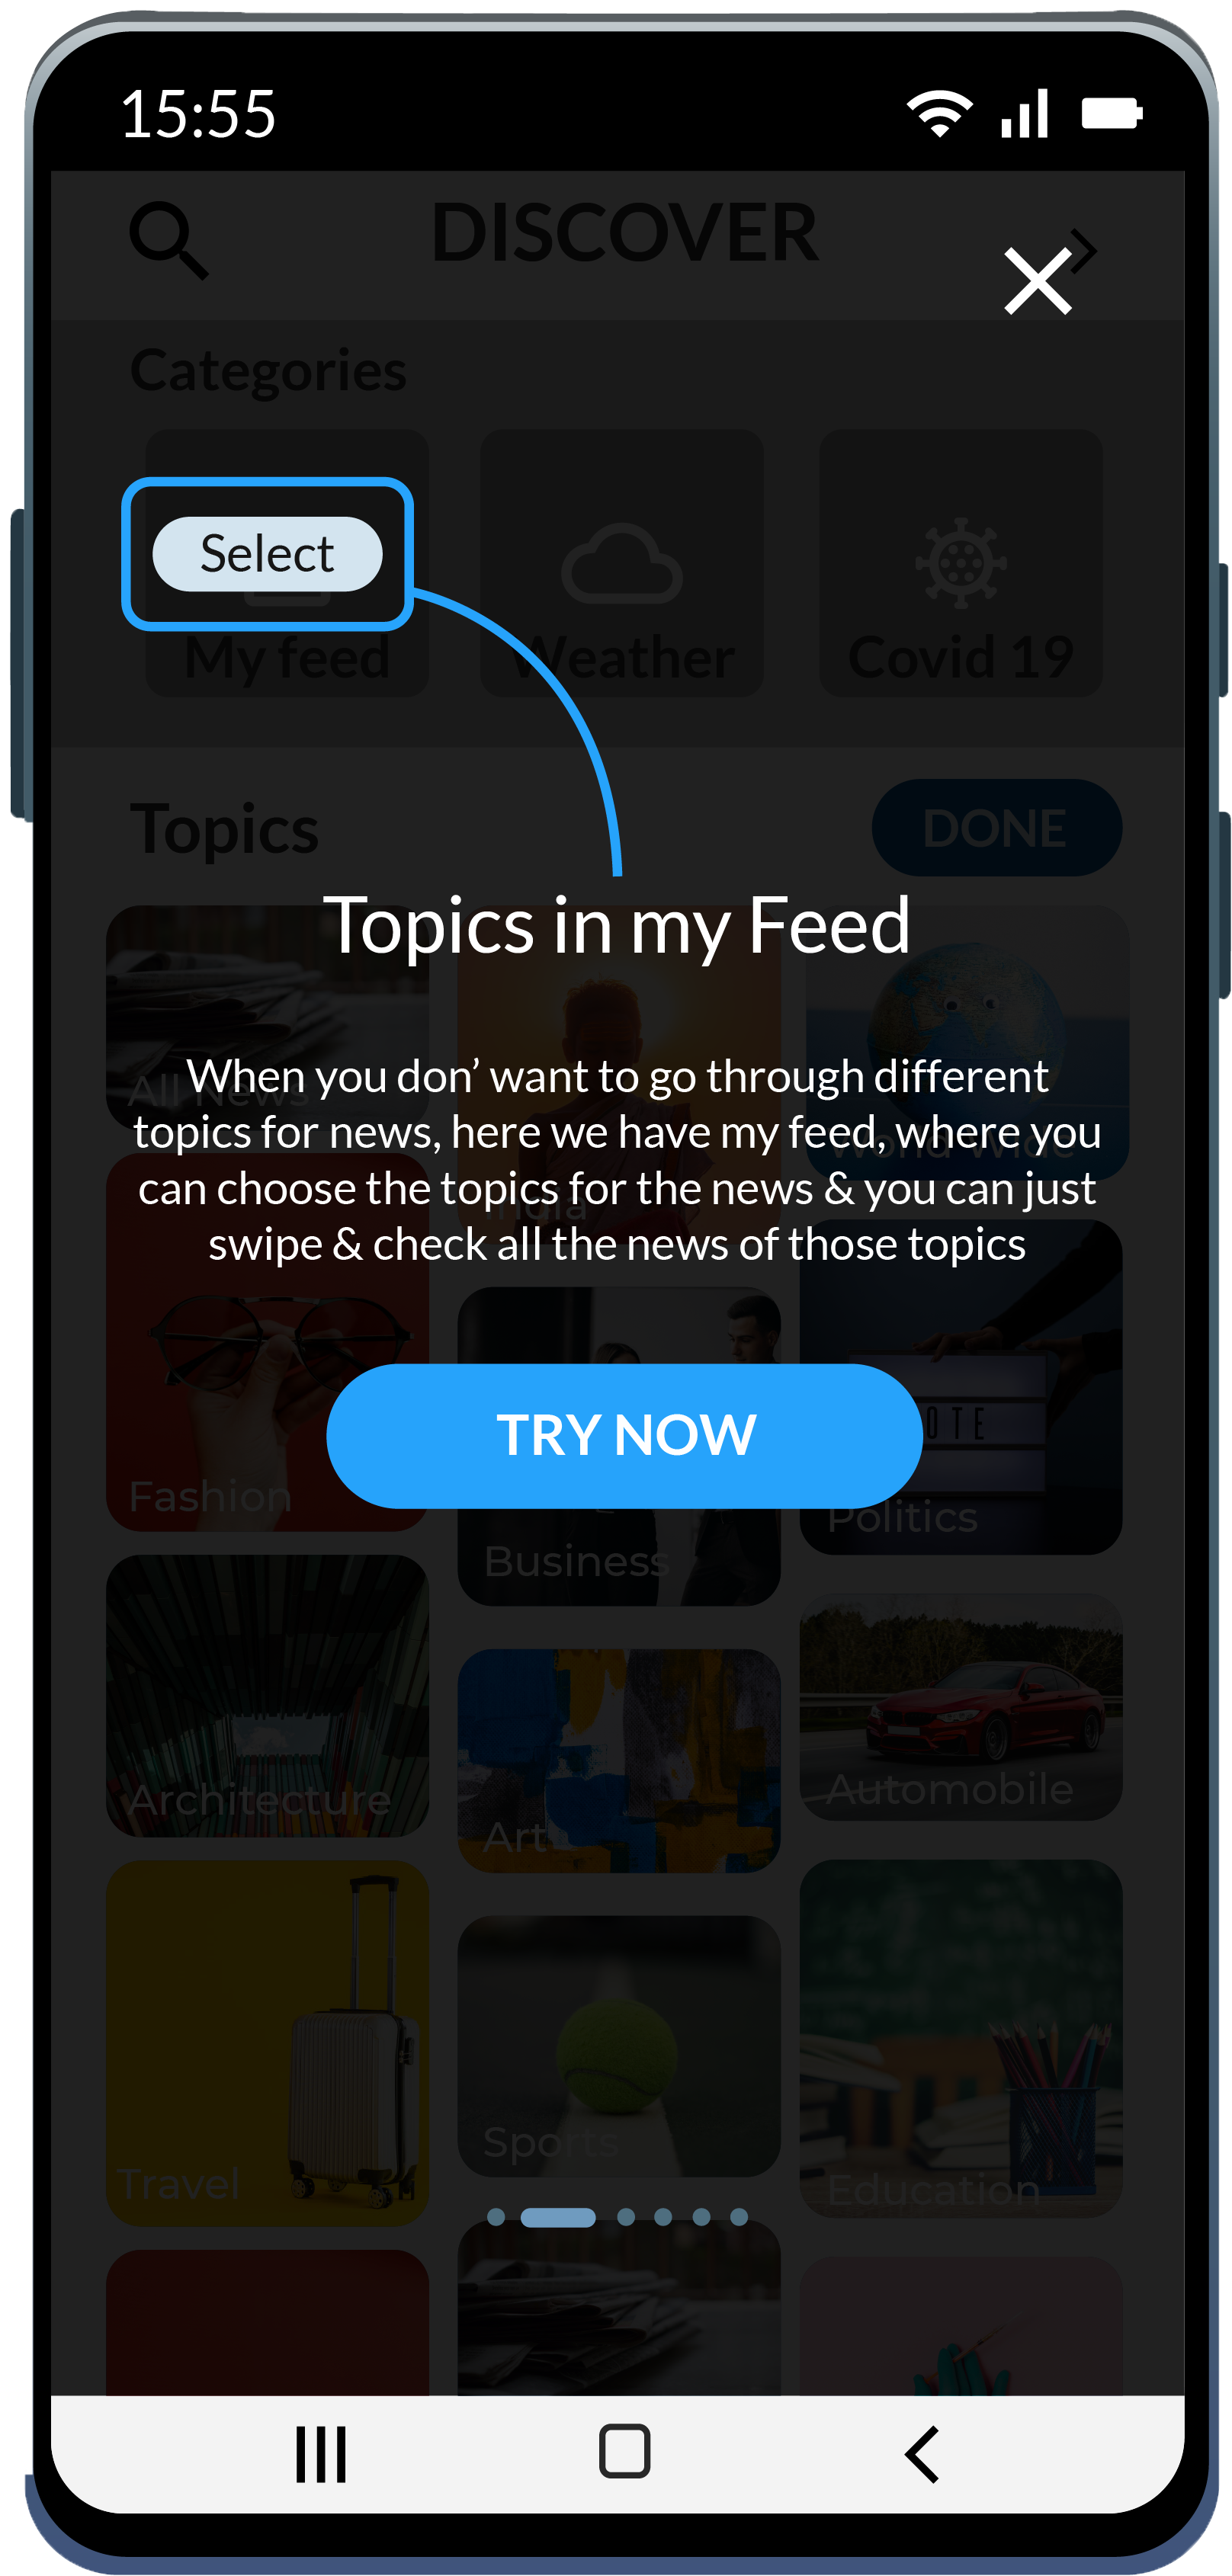 15:55
DISCOVER
Categories
Select
My feed
Weather
Covid 19
Topics
DONE
Topics in my Feed
All News
When you don’ want to go through different
topics for news, here we have my feed, where you
World Wide
can choose the topics for the news & you can just
India
swipe & check all the news of those topics
OTE
TRY NOW
Fashion
Politics
Business
Architecture
Automobile
Art
Sports
Travel
Education